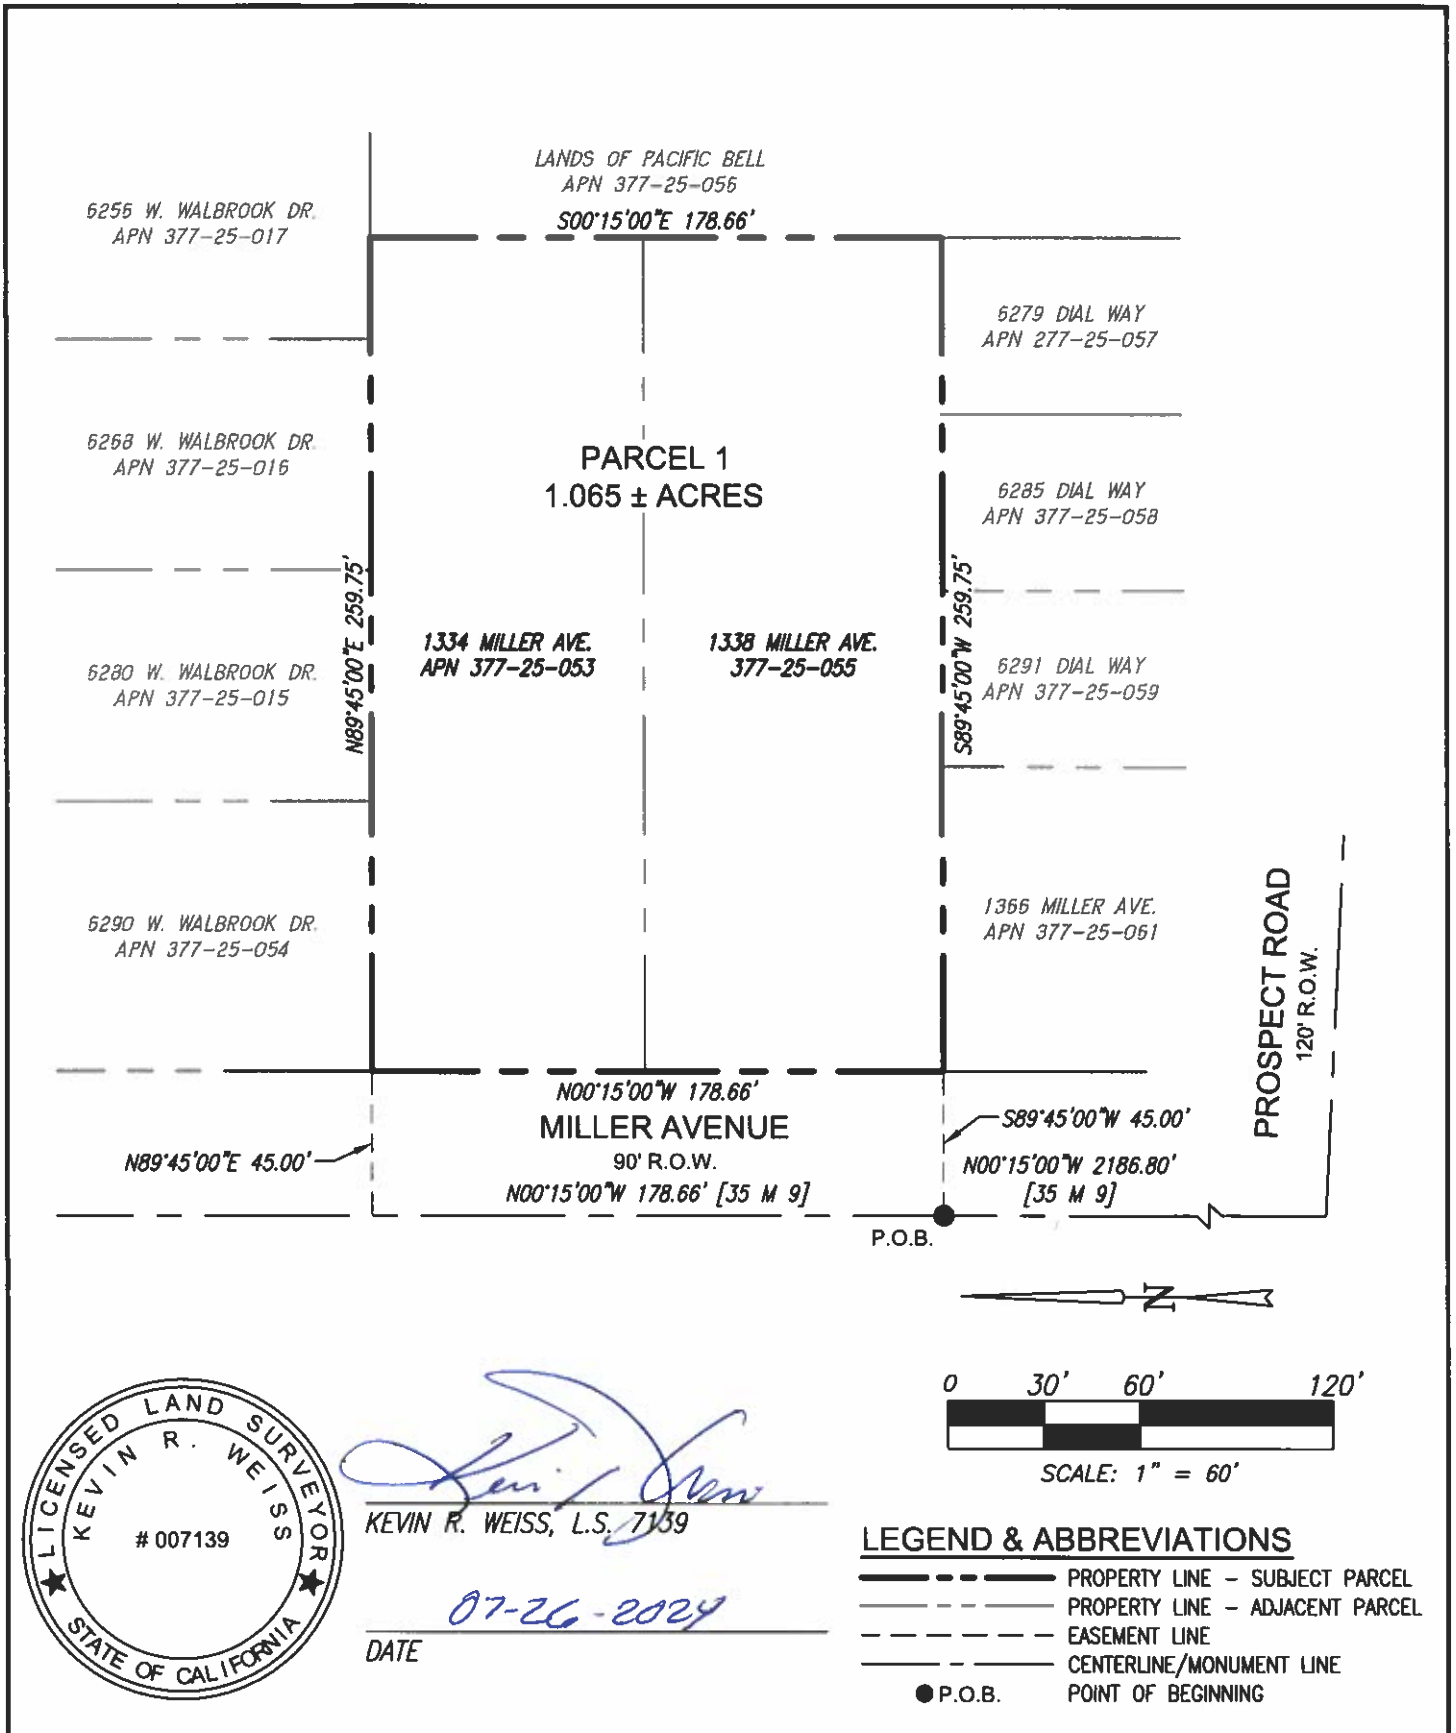 LANDS OF PACIFIC BELL
APN 377-25-056
S00°15'00"E 178.66'
6256 W. WALBROOK DR.
APN 377-25-017
6279 DIAL WAY
APN 277-25-057
6268 W. WALBROOK DR.
APN 377-25-016
PARCEL 1
1.065 ± ACRES
6285 DIAL WAY
APN 377-25-058
N89°45'00"E 259.75'
S89°45'00"W 259.75'
1334 MILLER AVE.
APN 377-25-053
1338 MILLER AVE.
377-25-055
6280 W. WALBROOK DR.
APN 377-25-015
6291 DIAL WAY
APN 377-25-059
6290 W. WALBROOK DR.
APN 377-25-054
1366 MILLER AVE.
APN 377-25-061
PROSPECT ROAD
120' R.O.W.
N00°15'00"W 178.66'
MILLER AVENUE
90' R.O.W.
N00°15'00"W 178.66' [35 M 9]
N89°45'00"E 45.00'
S89°45'00"W 45.00'
N00°15'00"W 2186.80'
[35 M 9]
P.O.B.
N
0 30' 60' 120'
SCALE: 1" = 60'
LICENSED LAND SURVEYOR
KEVIN R. WEISS
# 007139
STATE OF CALIFORNIA
KEVIN R. WEISS, L.S. 7139
07-26-2024
DATE
LEGEND & ABBREVIATIONS
PROPERTY LINE - SUBJECT PARCEL
PROPERTY LINE - ADJACENT PARCEL
EASEMENT LINE
CENTERLINE/MONUMENT LINE
P.O.B. POINT OF BEGINNING